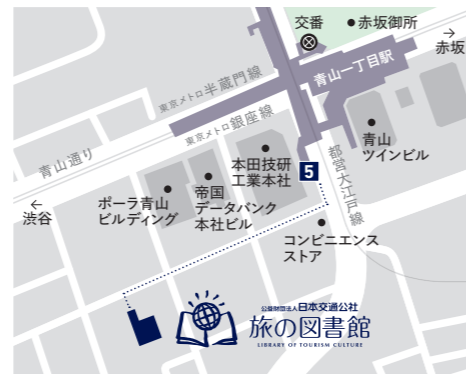 交番
赤坂御所
→
赤坂
青山一丁目駅
東京メトロ半蔵門線
東京メトロ銀座線
青山通り
←
渋谷
青山
ツインビル
本田技研
工業本社
5
都営大江戸線
帝国
データバンク
本社ビル
ポーラ青山
ビルディング
コンビニエンス
ストア
公益財団法人日本交通公社
旅の図書館
LIBRARY OF TOURISM CULTURE